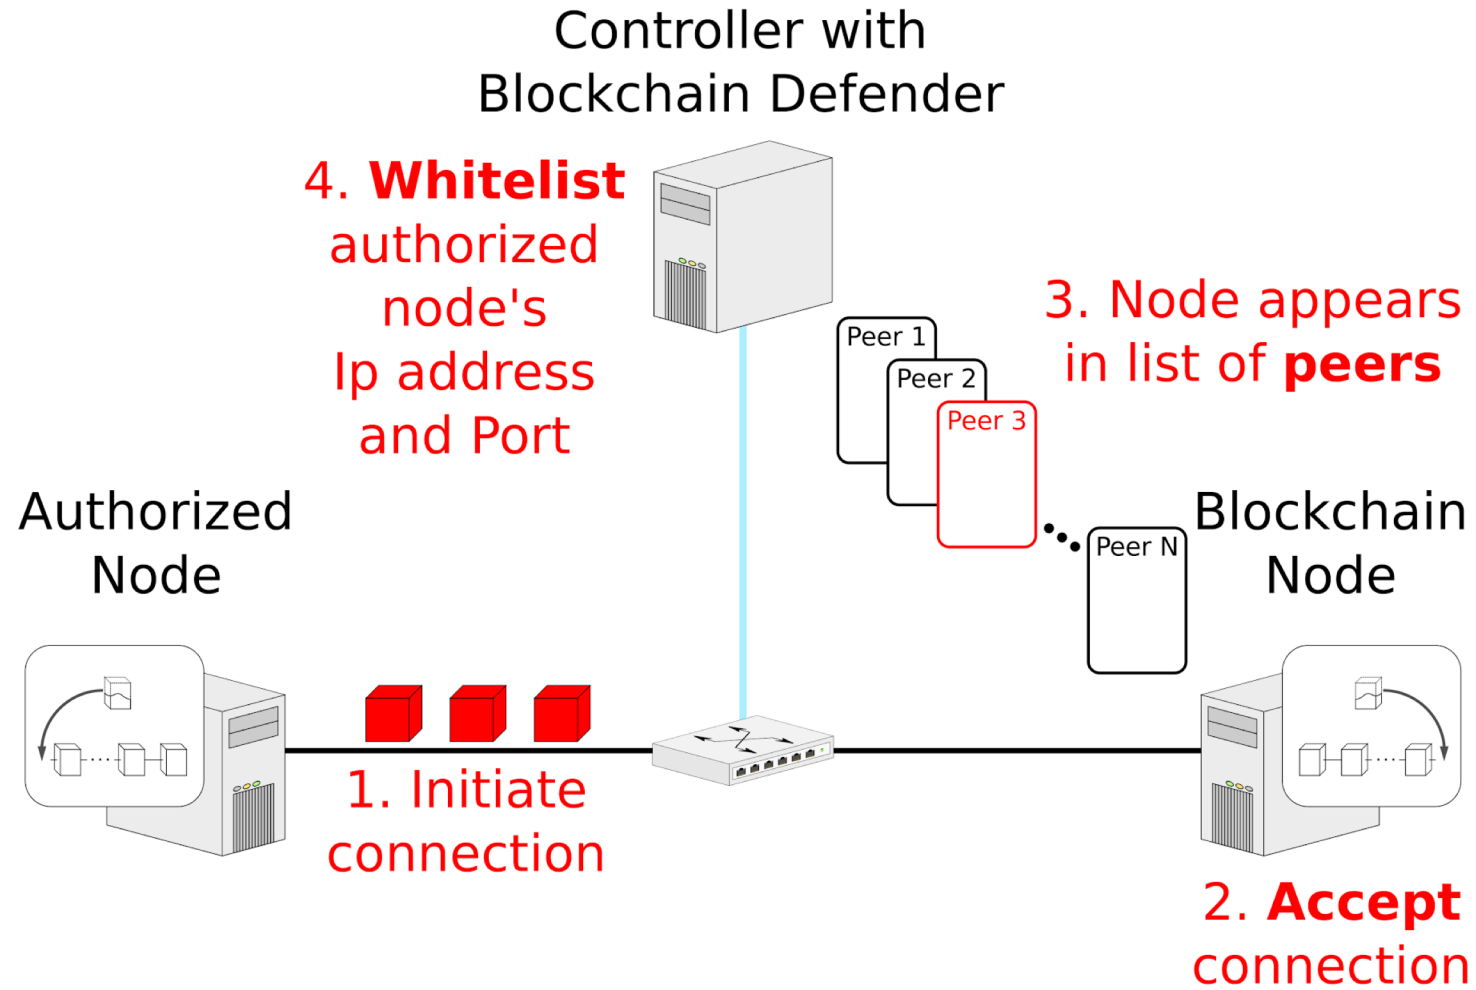 Controller with
Blockchain Defender
4. Whitelist
authorized
node's
Ip address
and Port
Peer 1
Peer 2
Peer 3
Peer N
3. Node appears
in list of peers
Authorized
Node
Blockchain
Node
1. Initiate
connection
2. Accept
connection